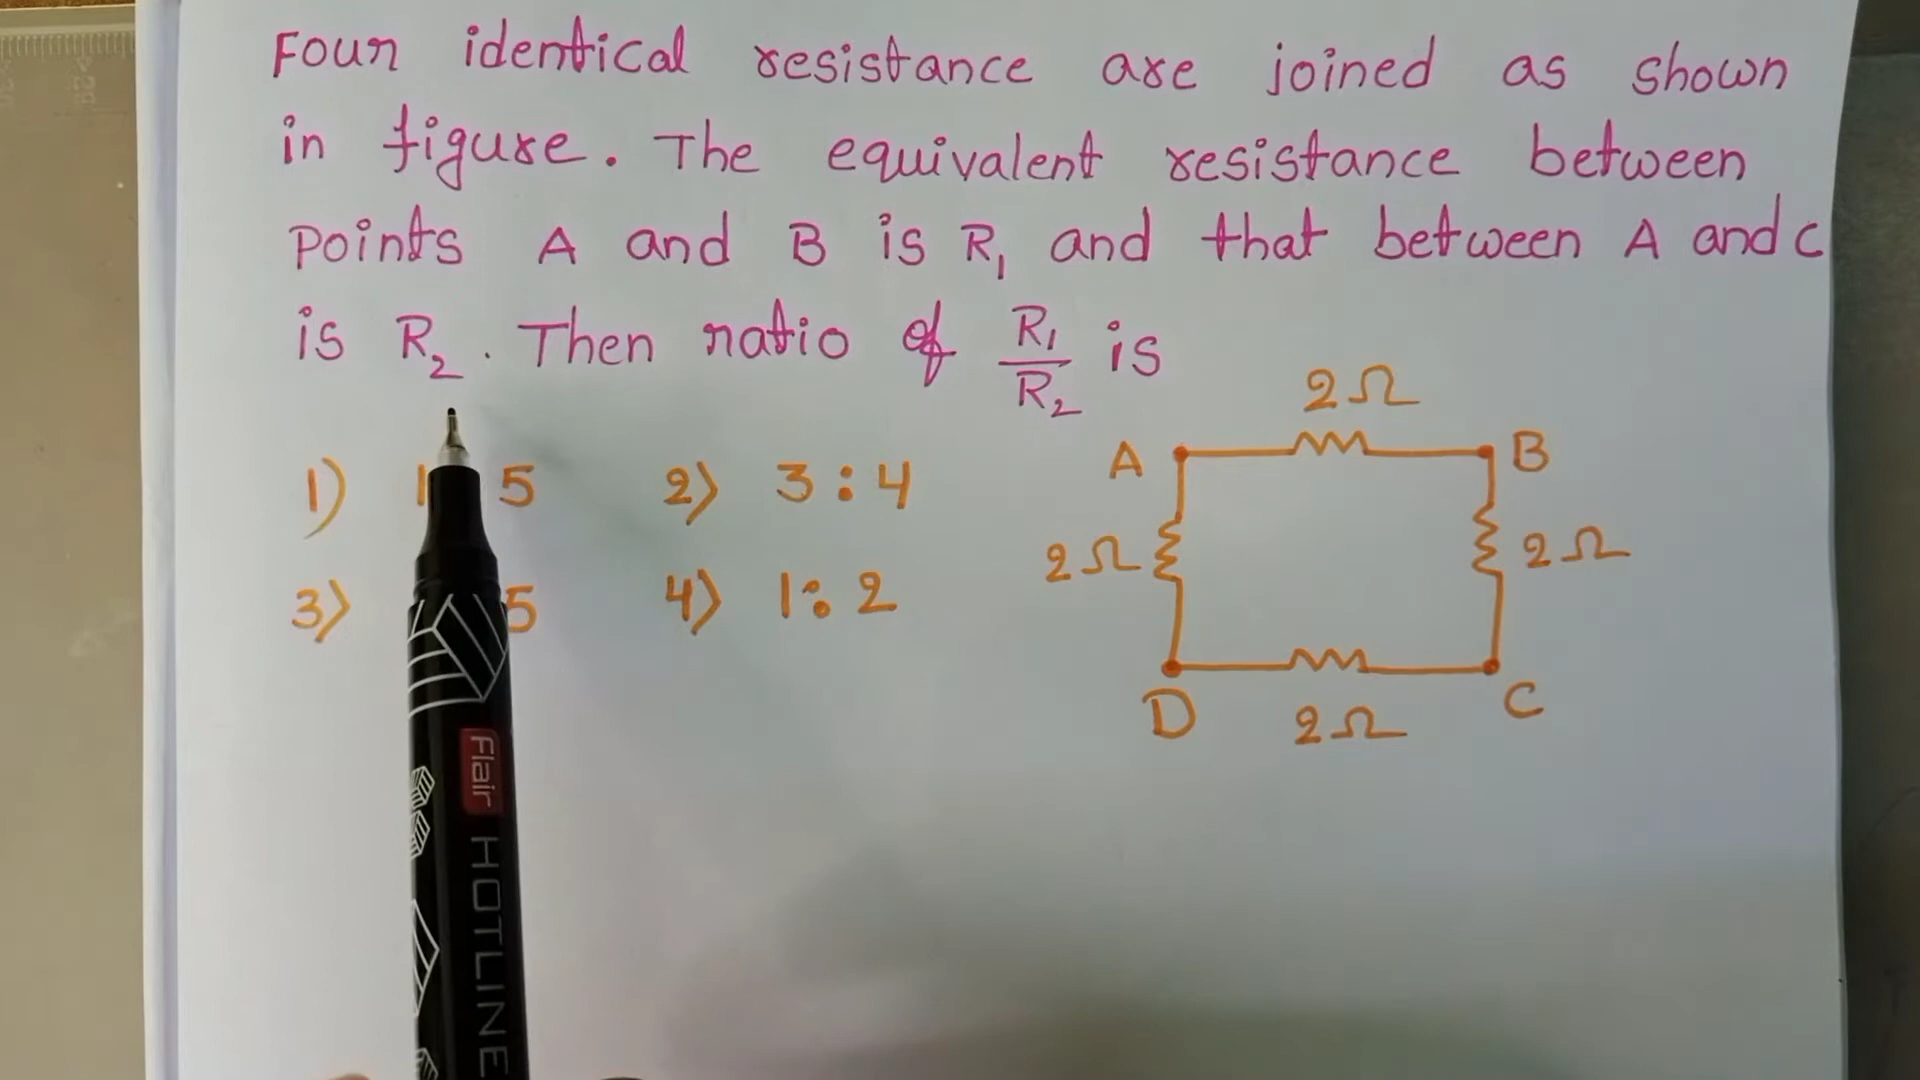 Four identical resistance are joined as shown
in figure. The equivalent resistance between
points A and B is R₁ and that between A and C
is R₂. Then ratio of R₁/R₂ is
2Ω
A B
1) 5 2) 3:4
2Ω 2Ω
3) 5 4) 1:2
D C
2Ω
Flair
HOTLINE